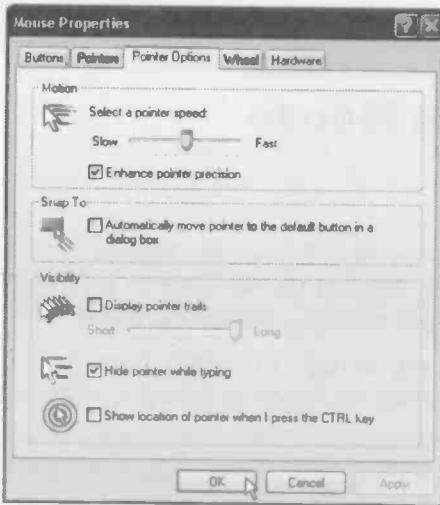 Mouse Properties
Buttons Pointers Pointer Options Wheel Hardware
Motion
Select a pointer speed:
Slow Fast
Enhance pointer precision
Snap To
Automatically move pointer to the default button in a
dialog box
Visibility
Display pointer trails
Short Long
Hide pointer while typing
Show location of pointer when I press the CTRL key
OK Cancel Apply